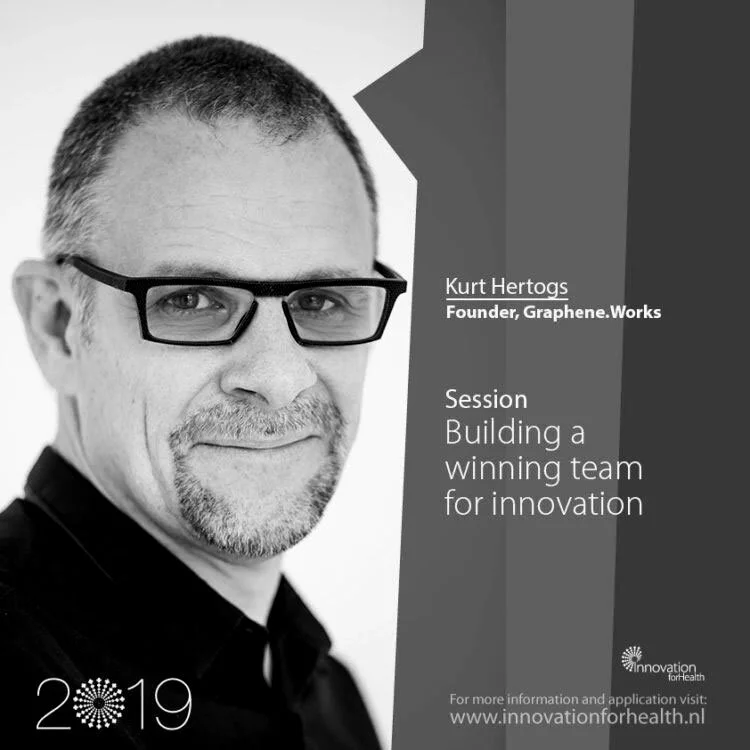 Kurt Hertogs
Founder, Graphene.Works
Session
Building a
winning team
for innovation
innovation
forHealth
2019
For more information and application visit:
www.innovationforhealth.nl